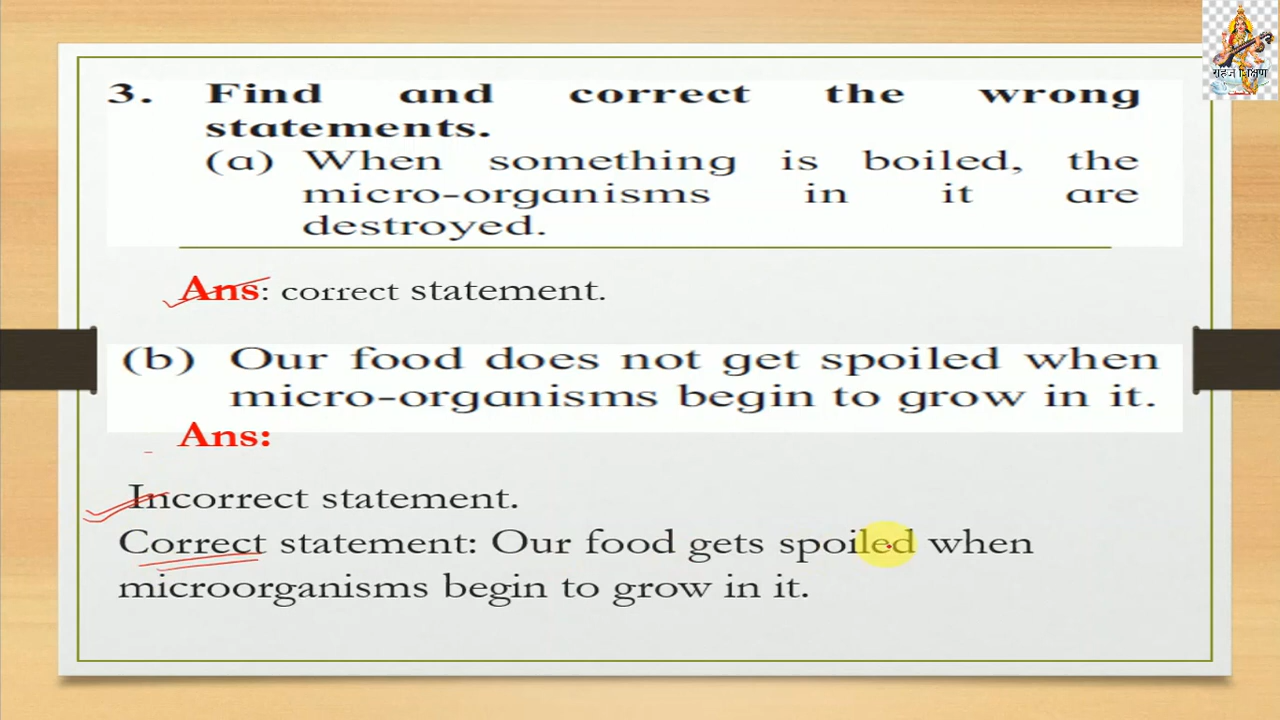 3. Find and correct the wrong
statements.
(a) When something is boiled, the
micro-organisms in it are
destroyed.
Ans: correct statement.
(b) Our food does not get spoiled when
micro-organisms begin to grow in it.
Ans:
Incorrect statement.
Correct statement: Our food gets spoiled when
microorganisms begin to grow in it.
शिक्षण